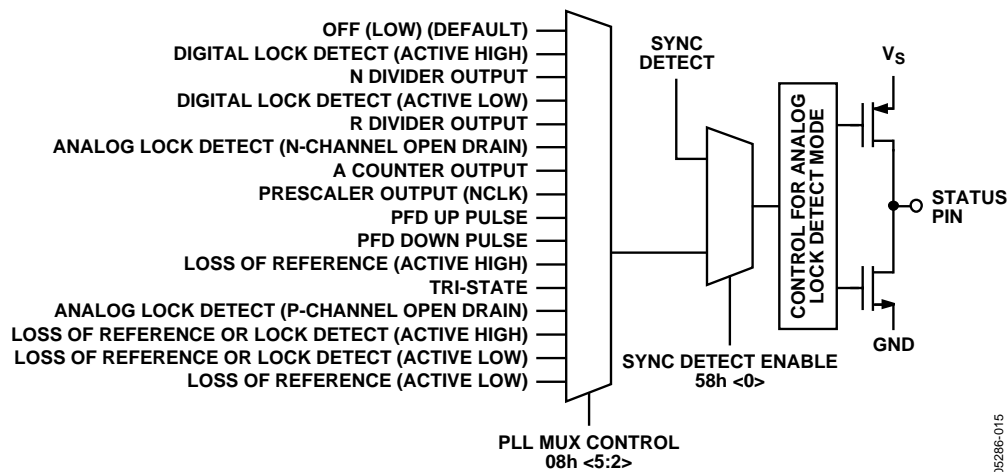 OFF (LOW) (DEFAULT)
DIGITAL LOCK DETECT (ACTIVE HIGH)
N DIVIDER OUTPUT
DIGITAL LOCK DETECT (ACTIVE LOW)
R DIVIDER OUTPUT
ANALOG LOCK DETECT (N-CHANNEL OPEN DRAIN)
A COUNTER OUTPUT
PRESCALER OUTPUT (NCLK)
PFD UP PULSE
PFD DOWN PULSE
LOSS OF REFERENCE (ACTIVE HIGH)
TRI-STATE
ANALOG LOCK DETECT (P-CHANNEL OPEN DRAIN)
LOSS OF REFERENCE OR LOCK DETECT (ACTIVE HIGH)
LOSS OF REFERENCE OR LOCK DETECT (ACTIVE LOW)
LOSS OF REFERENCE (ACTIVE LOW)
PLL MUX CONTROL
08h <5:2>
SYNC
DETECT
SYNC DETECT ENABLE
58h <0>
CONTROL FOR ANALOG
LOCK DETECT MODE
VS
STATUS
PIN
GND
05286-015